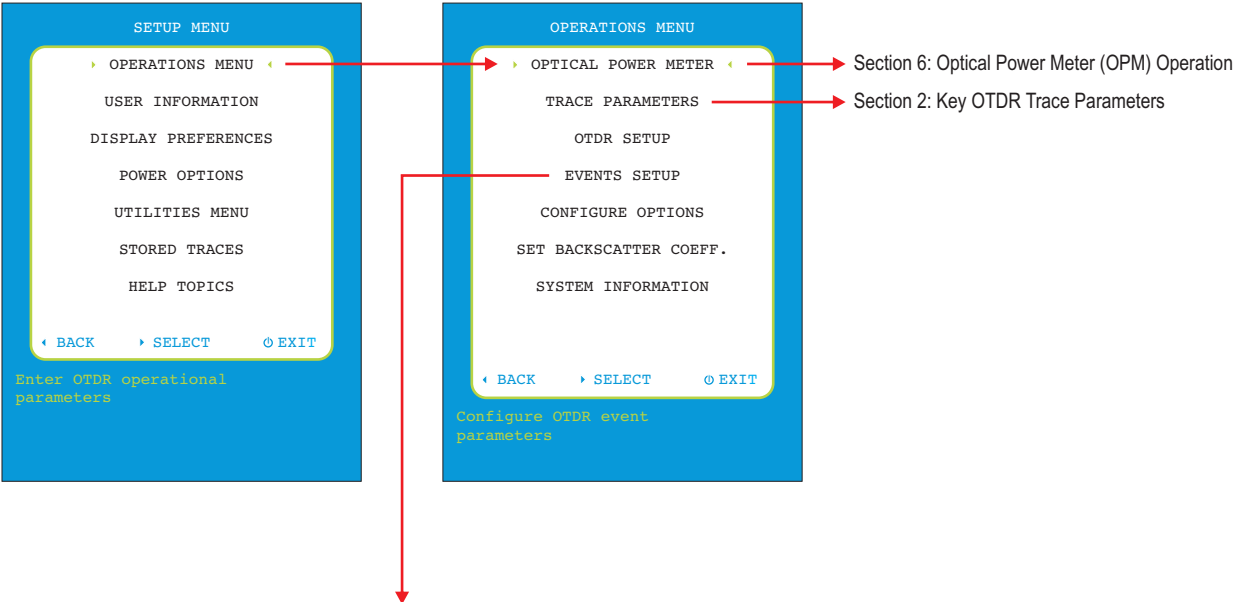 SETUP MENU
OPERATIONS MENU
USER INFORMATION
DISPLAY PREFERENCES
POWER OPTIONS
UTILITIES MENU
STORED TRACES
HELP TOPICS
BACK SELECT EXIT
Enter OTDR operational
parameters
OPERATIONS MENU
OPTICAL POWER METER
TRACE PARAMETERS
OTDR SETUP
EVENTS SETUP
CONFIGURE OPTIONS
SET BACKSCATTER COEFF.
SYSTEM INFORMATION
BACK SELECT EXIT
Configure OTDR event
parameters
Section 6: Optical Power Meter (OPM) Operation
Section 2: Key OTDR Trace Parameters